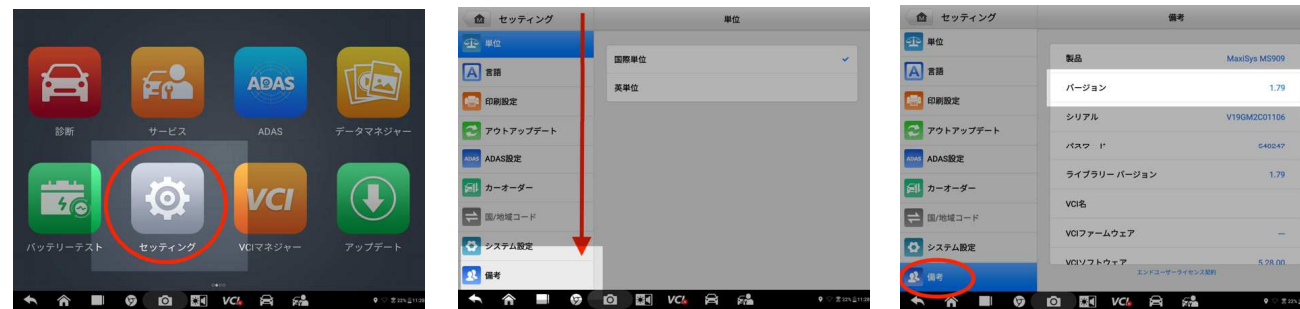 ADAS
診断
サービス
ADAS
データマネジャー
VCI
バッテリーテスト
セッティング
VCIマネジャー
アップデート
VCI
セッティング
単位
単位
国際単位
言語
英単位
印刷設定
アウトアップデート
ADAS ADAS設定
カーオーダー
国/地域コード
システム設定
備考
VCI
セッティング
備考
単位
製品 MaxiSys MS909
言語
バージョン 1.79
印刷設定
シリアル V19GM2C01106
アウトアップデート
パスワード 540247
ADAS ADAS設定
ライブラリー バージョン 1.79
カーオーダー
VCI名
国/地域コード
VCIファームウェア --
システム設定
VCIソフトウェア 5.28.00
備考
エンドユーザーライセンス契約
VCI